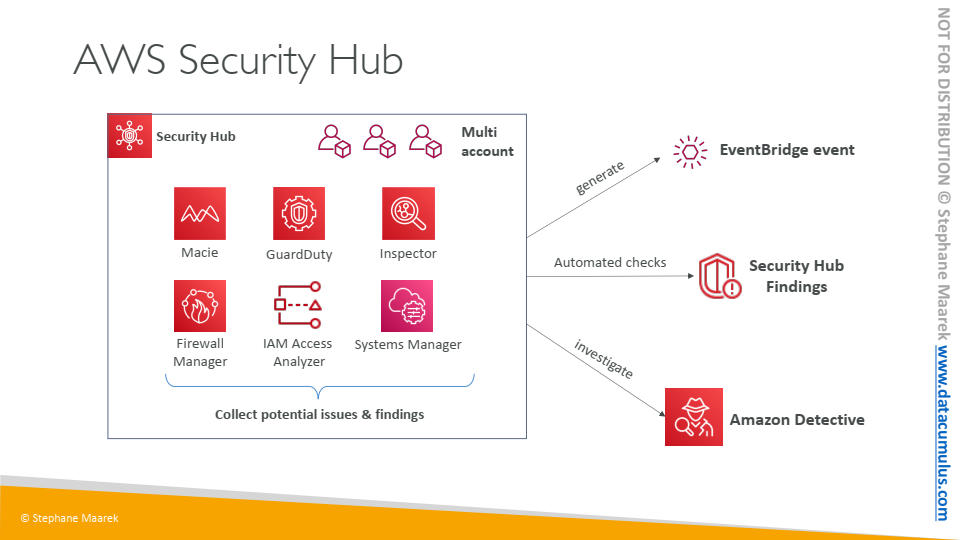 AWS Security Hub
Security Hub
Multi
account
Macie
GuardDuty
Inspector
Firewall
Manager
IAM Access
Analyzer
Systems Manager
Collect potential issues & findings
generate
EventBridge event
Automated checks
Security Hub
Findings
investigate
Amazon Detective
© Stephane Maarek
NOT FOR DISTRIBUTION © Stephane Maarek www.datacumulus.com